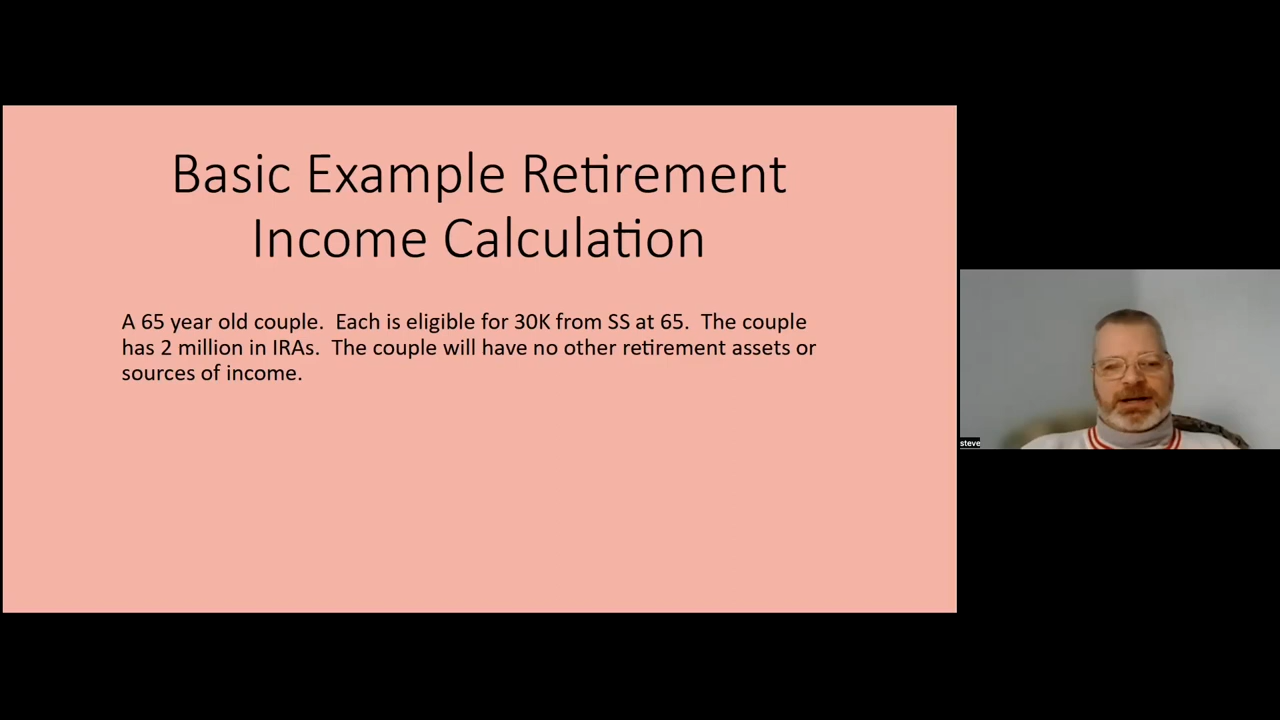 Basic Example Retirement
Income Calculation
A 65 year old couple.  Each is eligible for 30K from SS at 65.  The couple
has 2 million in IRAs.  The couple will have no other retirement assets or
sources of income.
steve